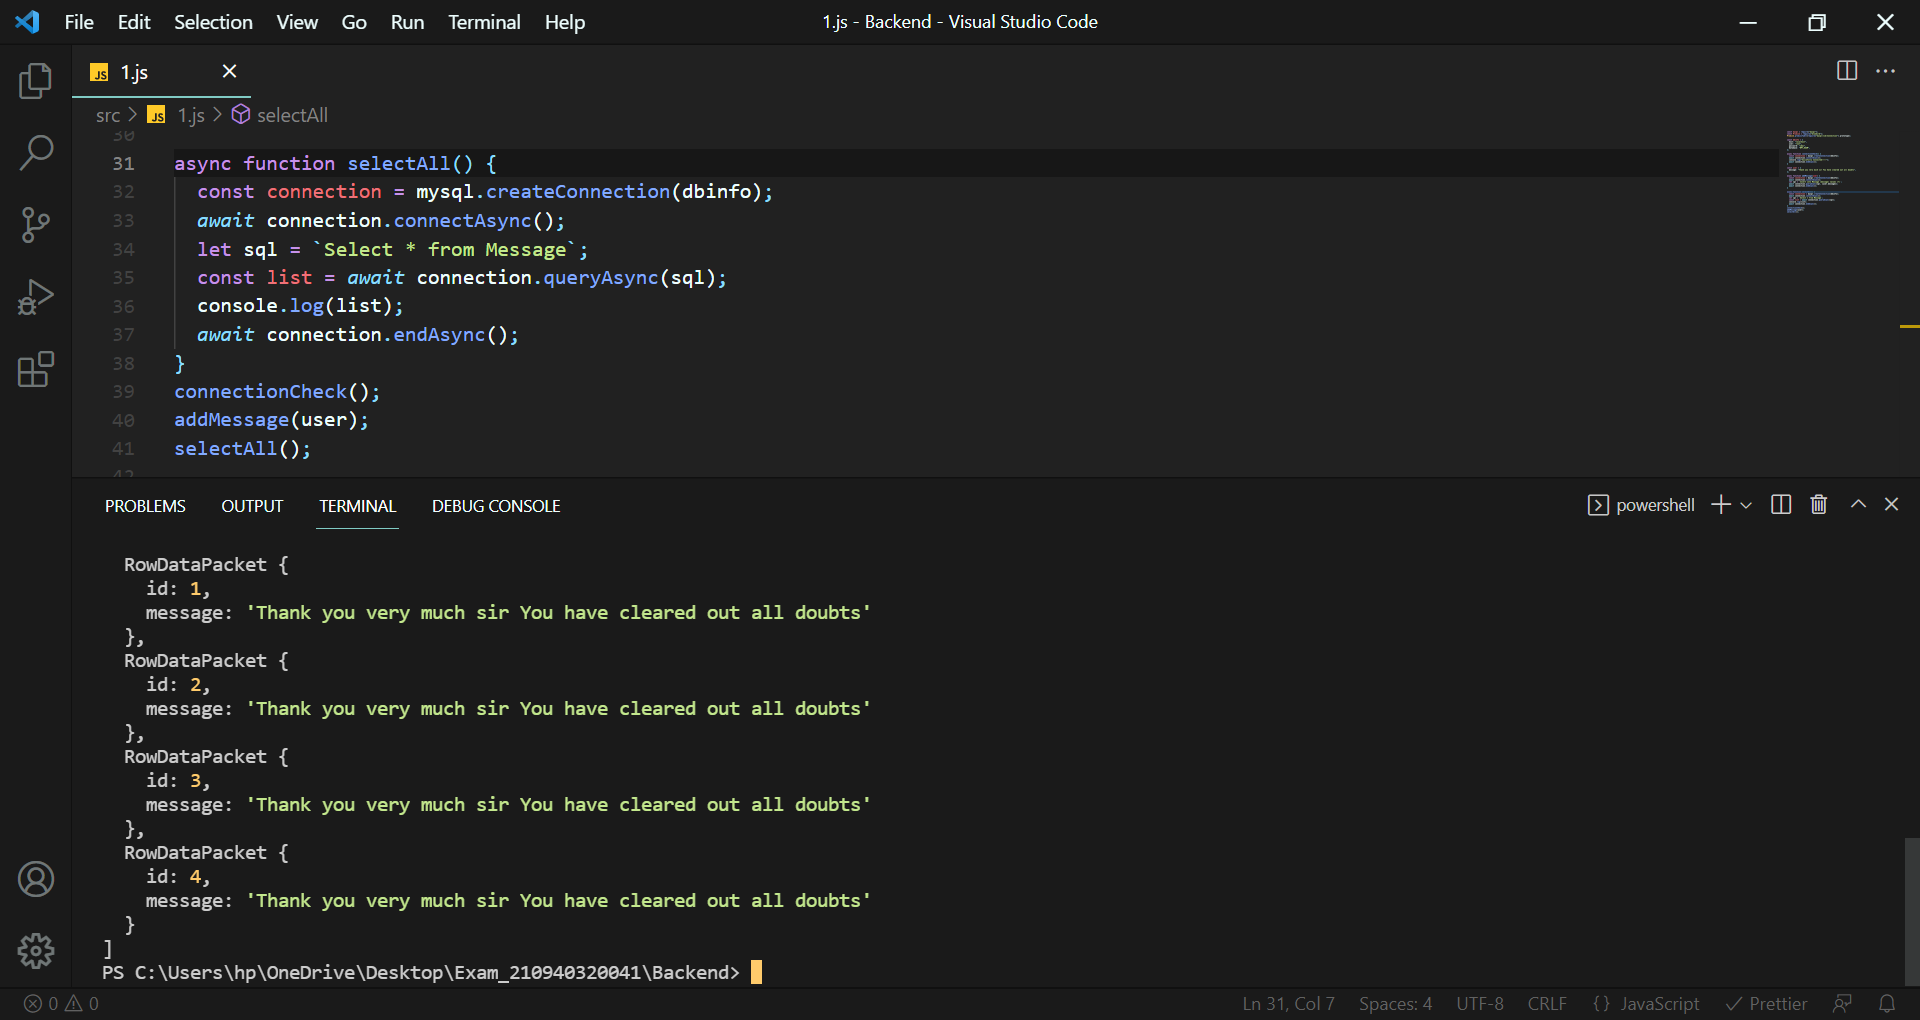 File Edit Selection View Go Run Terminal Help 1.js - Backend - Visual Studio Code
JS 1.js
src > JS 1.js > selectAll
30
31 async function selectAll() {
32 const connection = mysql.createConnection(dbinfo);
33 await connection.connectAsync();
34 let sql = `Select * from Message`;
35 const list = await connection.queryAsync(sql);
36 console.log(list);
37 await connection.endAsync();
38 }
39 connectionCheck();
40 addMessage(user);
41 selectAll();
42
PROBLEMS OUTPUT TERMINAL DEBUG CONSOLE powershell
RowDataPacket {
id: 1,
message: 'Thank you very much sir You have cleared out all doubts'
},
RowDataPacket {
id: 2,
message: 'Thank you very much sir You have cleared out all doubts'
},
RowDataPacket {
id: 3,
message: 'Thank you very much sir You have cleared out all doubts'
},
RowDataPacket {
id: 4,
message: 'Thank you very much sir You have cleared out all doubts'
}
]
PS C:\Users\hp\OneDrive\Desktop\Exam_210940320041\Backend>
0 0 Ln 31, Col 7 Spaces: 4 UTF-8 CRLF {} JavaScript Prettier